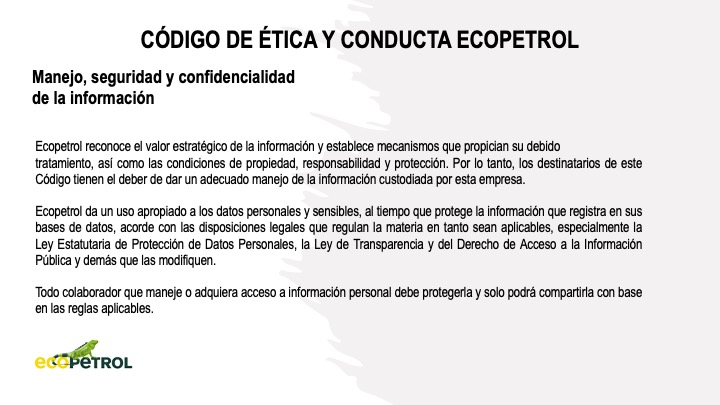 CÓDIGO DE ÉTICA Y CONDUCTA ECOPETROL
Manejo, seguridad y confidencialidad
de la información
Ecopetrol reconoce el valor estratégico de la información y establece mecanismos que propician su debido
tratamiento, así como las condiciones de propiedad, responsabilidad y protección. Por lo tanto, los destinatarios de este
Código tienen el deber de dar un adecuado manejo de la información custodiada por esta empresa.
Ecopetrol da un uso apropiado a los datos personales y sensibles, al tiempo que protege la información que registra en sus
bases de datos, acorde con las disposiciones legales que regulan la materia en tanto sean aplicables, especialmente la
Ley Estatutaria de Protección de Datos Personales, la Ley de Transparencia y del Derecho de Acceso a la Información
Pública y demás que las modifiquen.
Todo colaborador que maneje o adquiera acceso a información personal debe protegerla y solo podrá compartirla con base
en las reglas aplicables.
ecoPETROL